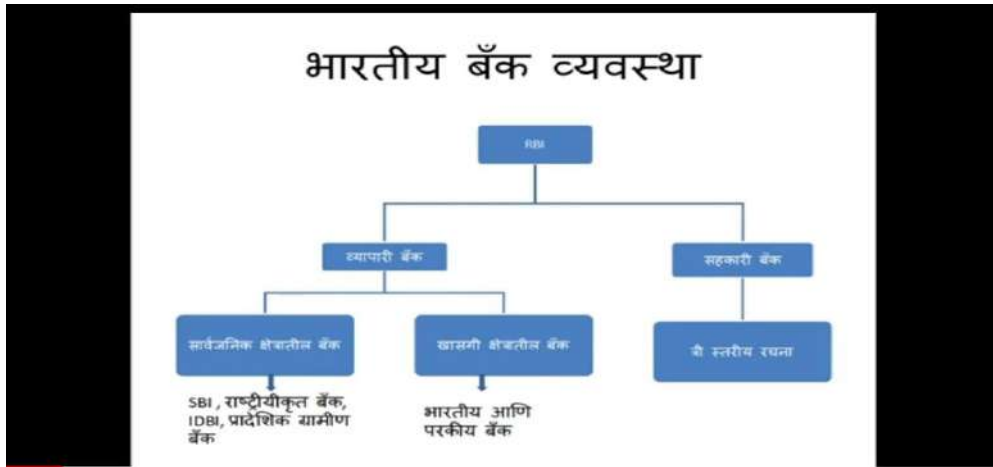 भारतीय बँक व्यवस्था
RBI
व्यापारी बँक
सहकारी बँक
सार्वजनिक क्षेत्रातील बँक
खासगी क्षेत्रातील बँक
त्री स्तरीय रचना
SBI, राष्ट्रीयीकृत बँक,
IDBI, प्रादेशिक ग्रामीण
बँक
भारतीय आणि
परकीय बँक